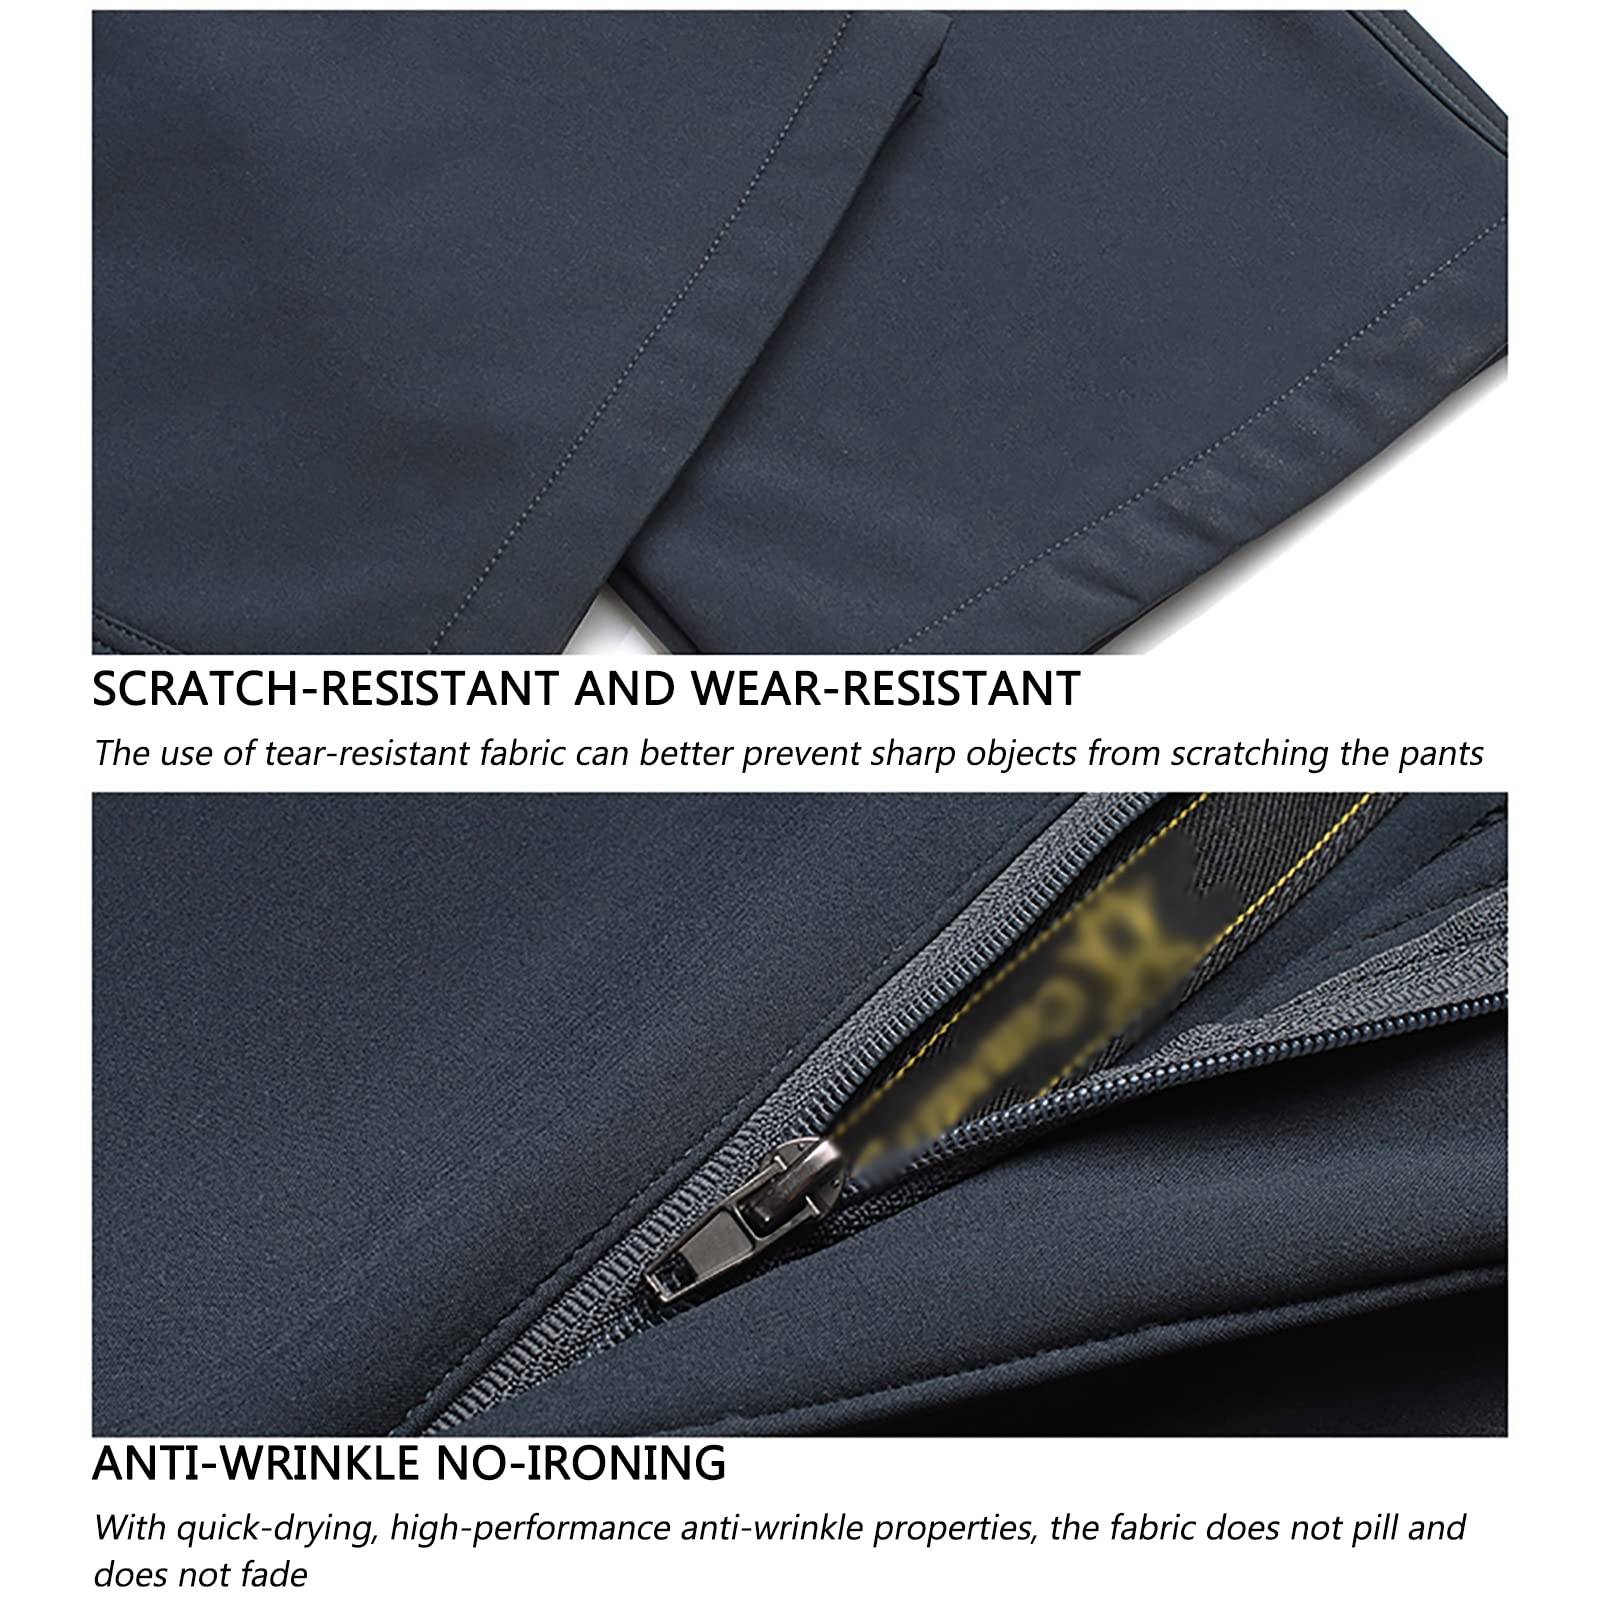 SCRATCH-RESISTANT AND WEAR-RESISTANT
The use of tear-resistant fabric can better prevent sharp objects from scratching the pants
ANTI-WRINKLE NO-IRONING
With quick-drying, high-performance anti-wrinkle properties, the fabric does not pill and
does not fade